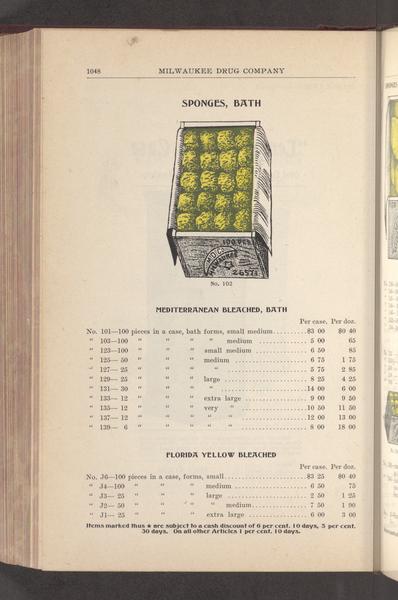 1048 MILWAUKEE DRUG COMPANY
SPONGES, BATH
100 PCS
MILWAUKEE
26571
No. 102
MEDITERRANEAN BLEACHED, BATH
Per case. Per doz.
No. 101—100 pieces in a case, bath forms, small medium.........$3 00 $0 40
" 103—100 " " " " medium ................ 5 00 65
" 123—100 " " " small medium ............... 6 50 85
" 125— 50 " " " medium ..................... 6 75 1 75
" 127— 25 " " " " ..................... 5 75 2 85
" 129— 25 " " " large ...................... 8 25 4 25
" 131— 30 " " " " ......................14 00 6 00
" 133— 12 " " " extra large ................ 9 00 9 50
" 135— 12 " " " very " ................10 50 11 50
" 137— 12 " " " " " ................12 00 13 00
" 139— 6 " " " " " ................ 8 00 18 00
FLORIDA YELLOW BLEACHED
Per case. Per doz.
No. J6—100 pieces in a case, forms, small......................$3 25 $0 40
" J4—100 " " " medium ..................... 6 50 75
" J3— 25 " " " large ...................... 2 50 1 25
" J2— 50 " " " " medium................ 7 50 1 90
" J1— 25 " " " extra large ................ 6 00 3 00
Items marked thus ★ are subject to a cash discount of 6 per cent. 10 days, 5 per cent.
30 days. On all other Articles 1 per cent. 10 days.